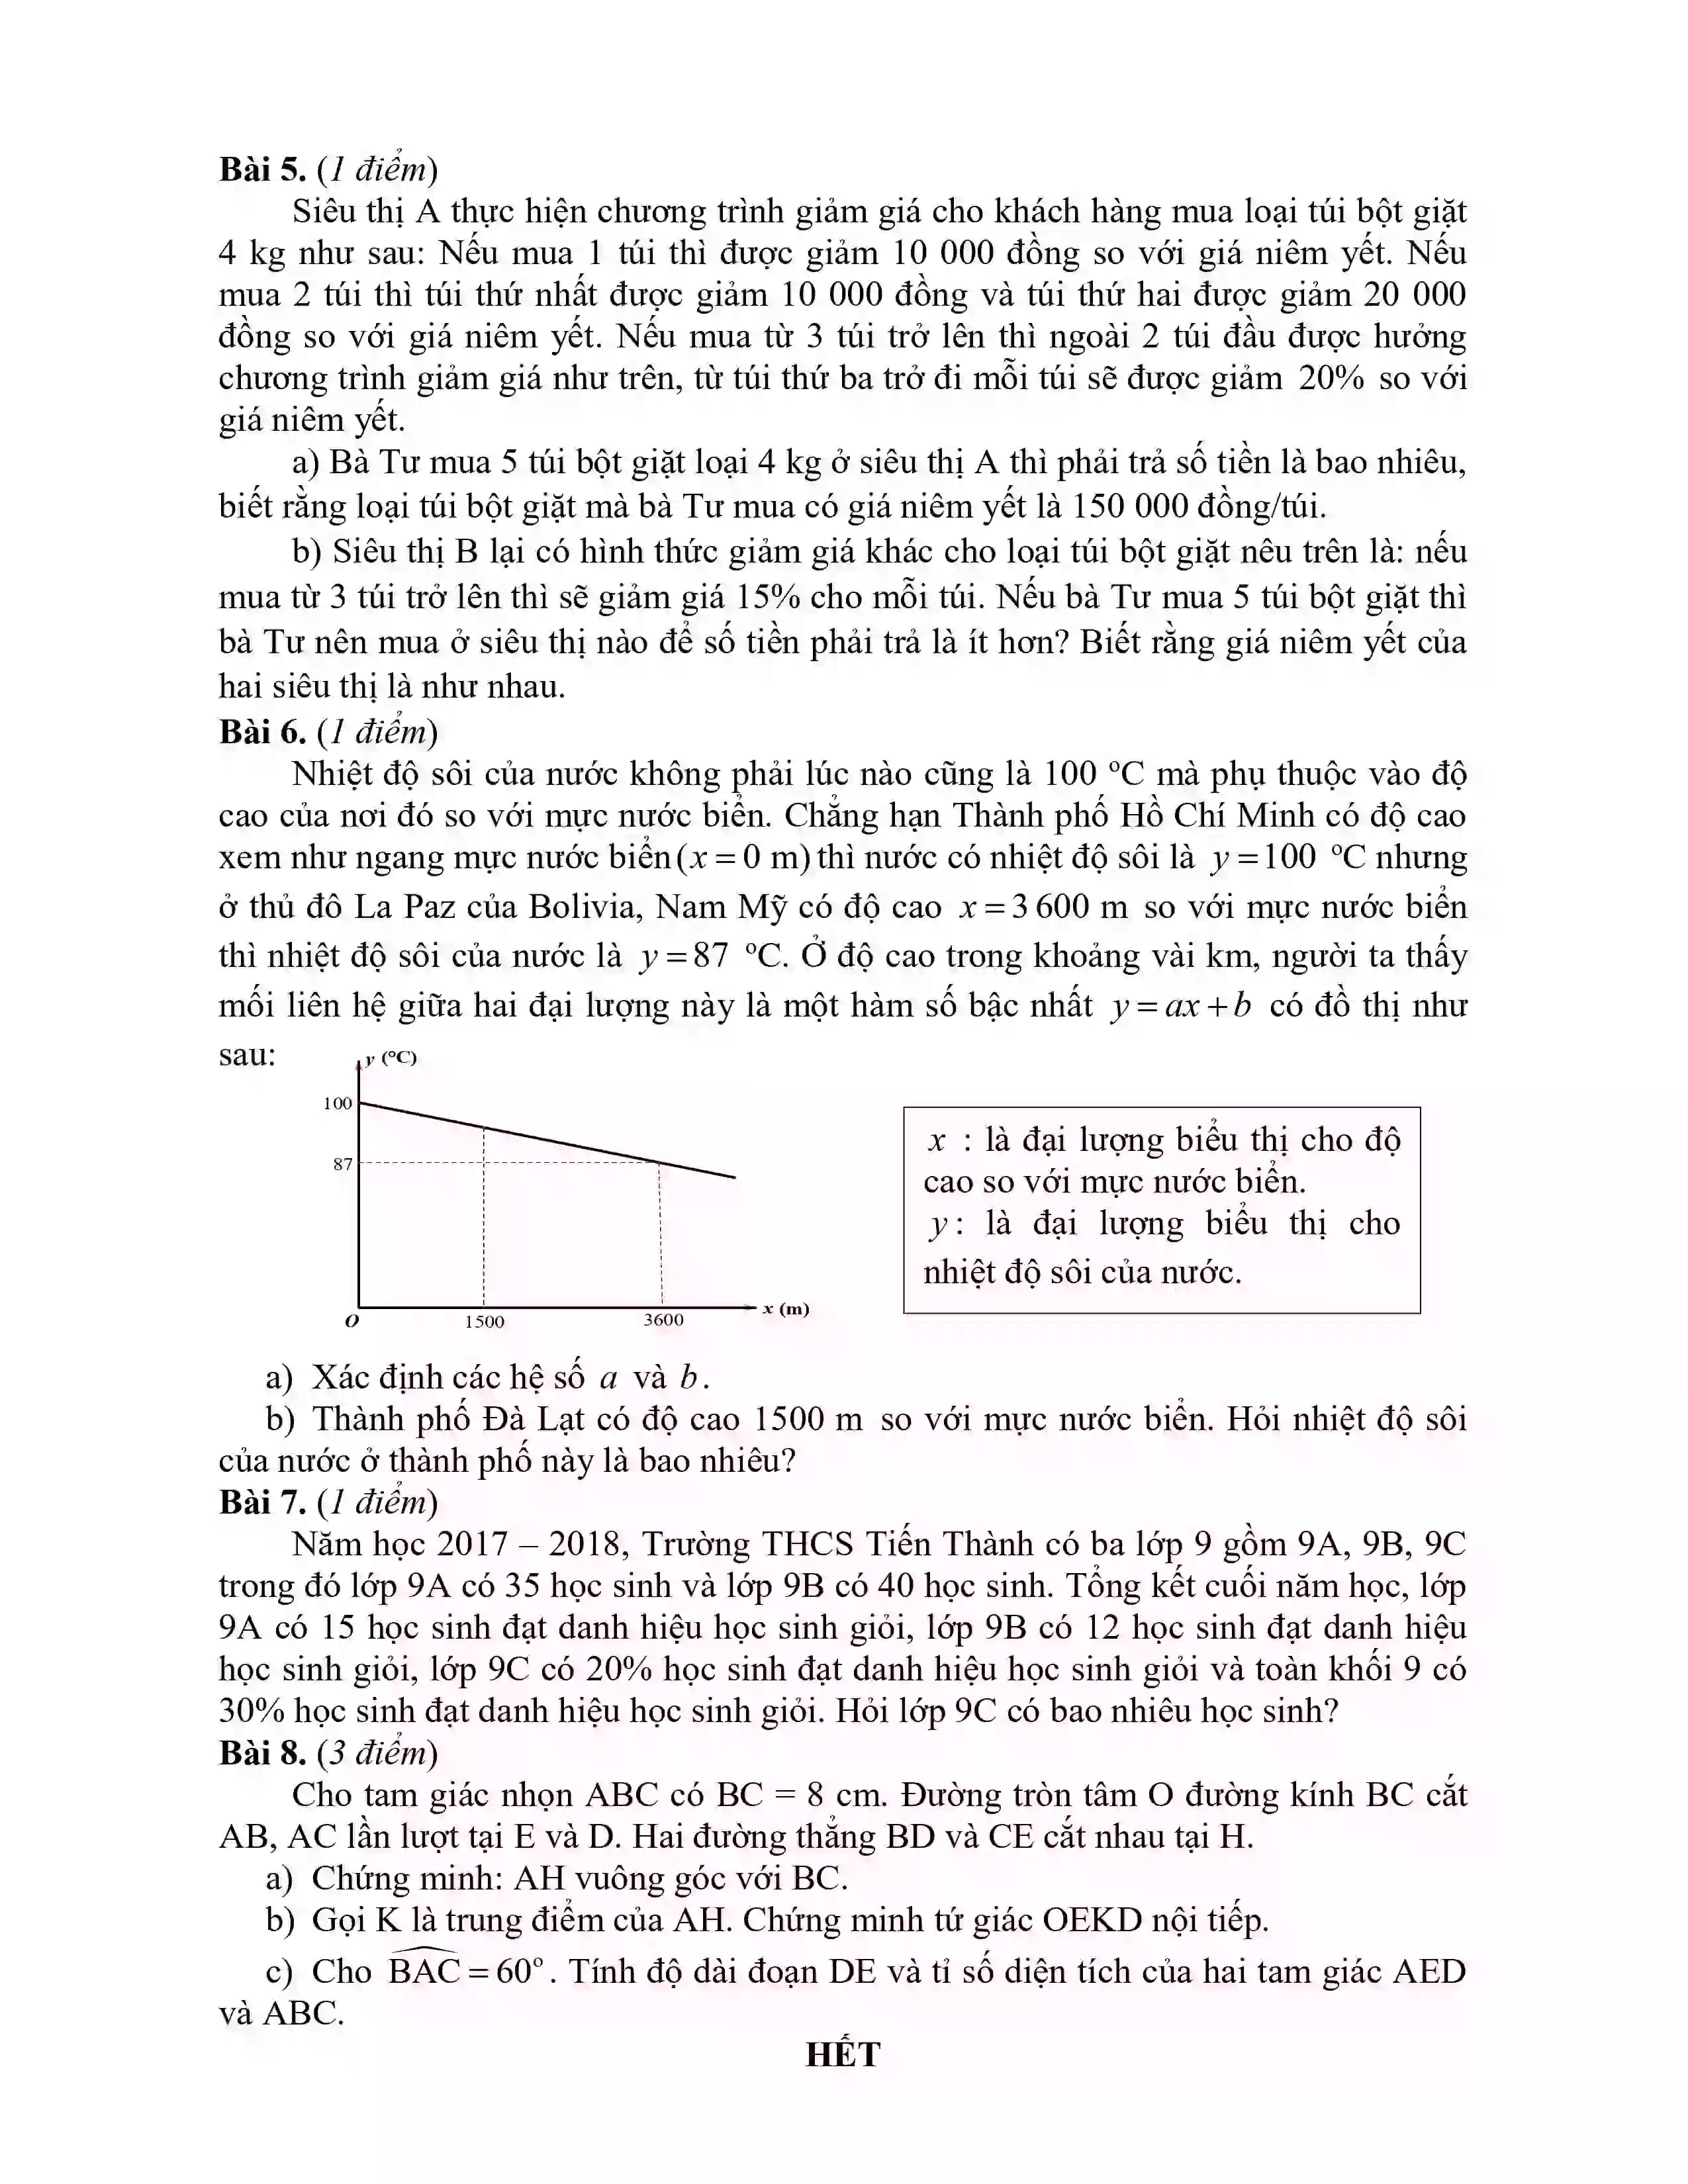 Bài 5. (1 điểm)
Siêu thị A thực hiện chương trình giảm giá cho khách hàng mua loại túi bột giặt
4 kg như sau: Nếu mua 1 túi thì được giảm 10 000 đồng so với giá niêm yết. Nếu
mua 2 túi thì túi thứ nhất được giảm 10 000 đồng và túi thứ hai được giảm 20 000
đồng so với giá niêm yết. Nếu mua từ 3 túi trở lên thì ngoài 2 túi đầu được hưởng
chương trình giảm giá như trên, từ túi thứ ba trở đi mỗi túi sẽ được giảm 20% so với
giá niêm yết.
a) Bà Tư mua 5 túi bột giặt loại 4 kg ở siêu thị A thì phải trả số tiền là bao nhiêu,
biết rằng loại túi bột giặt mà bà Tư mua có giá niêm yết là 150 000 đồng/túi.
b) Siêu thị B lại có hình thức giảm giá khác cho loại túi bột giặt nêu trên là: nếu
mua từ 3 túi trở lên thì sẽ giảm giá 15% cho mỗi túi. Nếu bà Tư mua 5 túi bột giặt thì
bà Tư nên mua ở siêu thị nào để số tiền phải trả là ít hơn? Biết rằng giá niêm yết của
hai siêu thị là như nhau.
Bài 6. (1 điểm)
Nhiệt độ sôi của nước không phải lúc nào cũng là 100 ºC mà phụ thuộc vào độ
cao của nơi đó so với mực nước biển. Chẳng hạn Thành phố Hồ Chí Minh có độ cao
xem như ngang mực nước biển (x = 0 m) thì nước có nhiệt độ sôi là y = 100 ºC nhưng
ở thủ đô La Paz của Bolivia, Nam Mỹ có độ cao x = 3 600 m so với mực nước biển
thì nhiệt độ sôi của nước là y = 87 ºC. Ở độ cao trong khoảng vài km, người ta thấy
mối liên hệ giữa hai đại lượng này là một hàm số bậc nhất y = ax + b có đồ thị như
sau:
y (°C)
100
87
O
1500
3600
x (m)
x : là đại lượng biểu thị cho độ
cao so với mực nước biển.
y : là đại lượng biểu thị cho
nhiệt độ sôi của nước.
a) Xác định các hệ số a và b.
b) Thành phố Đà Lạt có độ cao 1500 m so với mực nước biển. Hỏi nhiệt độ sôi
của nước ở thành phố này là bao nhiêu?
Bài 7. (1 điểm)
Năm học 2017 – 2018, Trường THCS Tiến Thành có ba lớp 9 gồm 9A, 9B, 9C
trong đó lớp 9A có 35 học sinh và lớp 9B có 40 học sinh. Tổng kết cuối năm học, lớp
9A có 15 học sinh đạt danh hiệu học sinh giỏi, lớp 9B có 12 học sinh đạt danh hiệu
học sinh giỏi, lớp 9C có 20% học sinh đạt danh hiệu học sinh giỏi và toàn khối 9 có
30% học sinh đạt danh hiệu học sinh giỏi. Hỏi lớp 9C có bao nhiêu học sinh?
Bài 8. (3 điểm)
Cho tam giác nhọn ABC có BC = 8 cm. Đường tròn tâm O đường kính BC cắt
AB, AC lần lượt tại E và D. Hai đường thẳng BD và CE cắt nhau tại H.
a) Chứng minh: AH vuông góc với BC.
b) Gọi K là trung điểm của AH. Chứng minh tứ giác OEKD nội tiếp.
c) Cho BAC = 60º. Tính độ dài đoạn DE và tỉ số diện tích của hai tam giác AED
và ABC.
HẾT